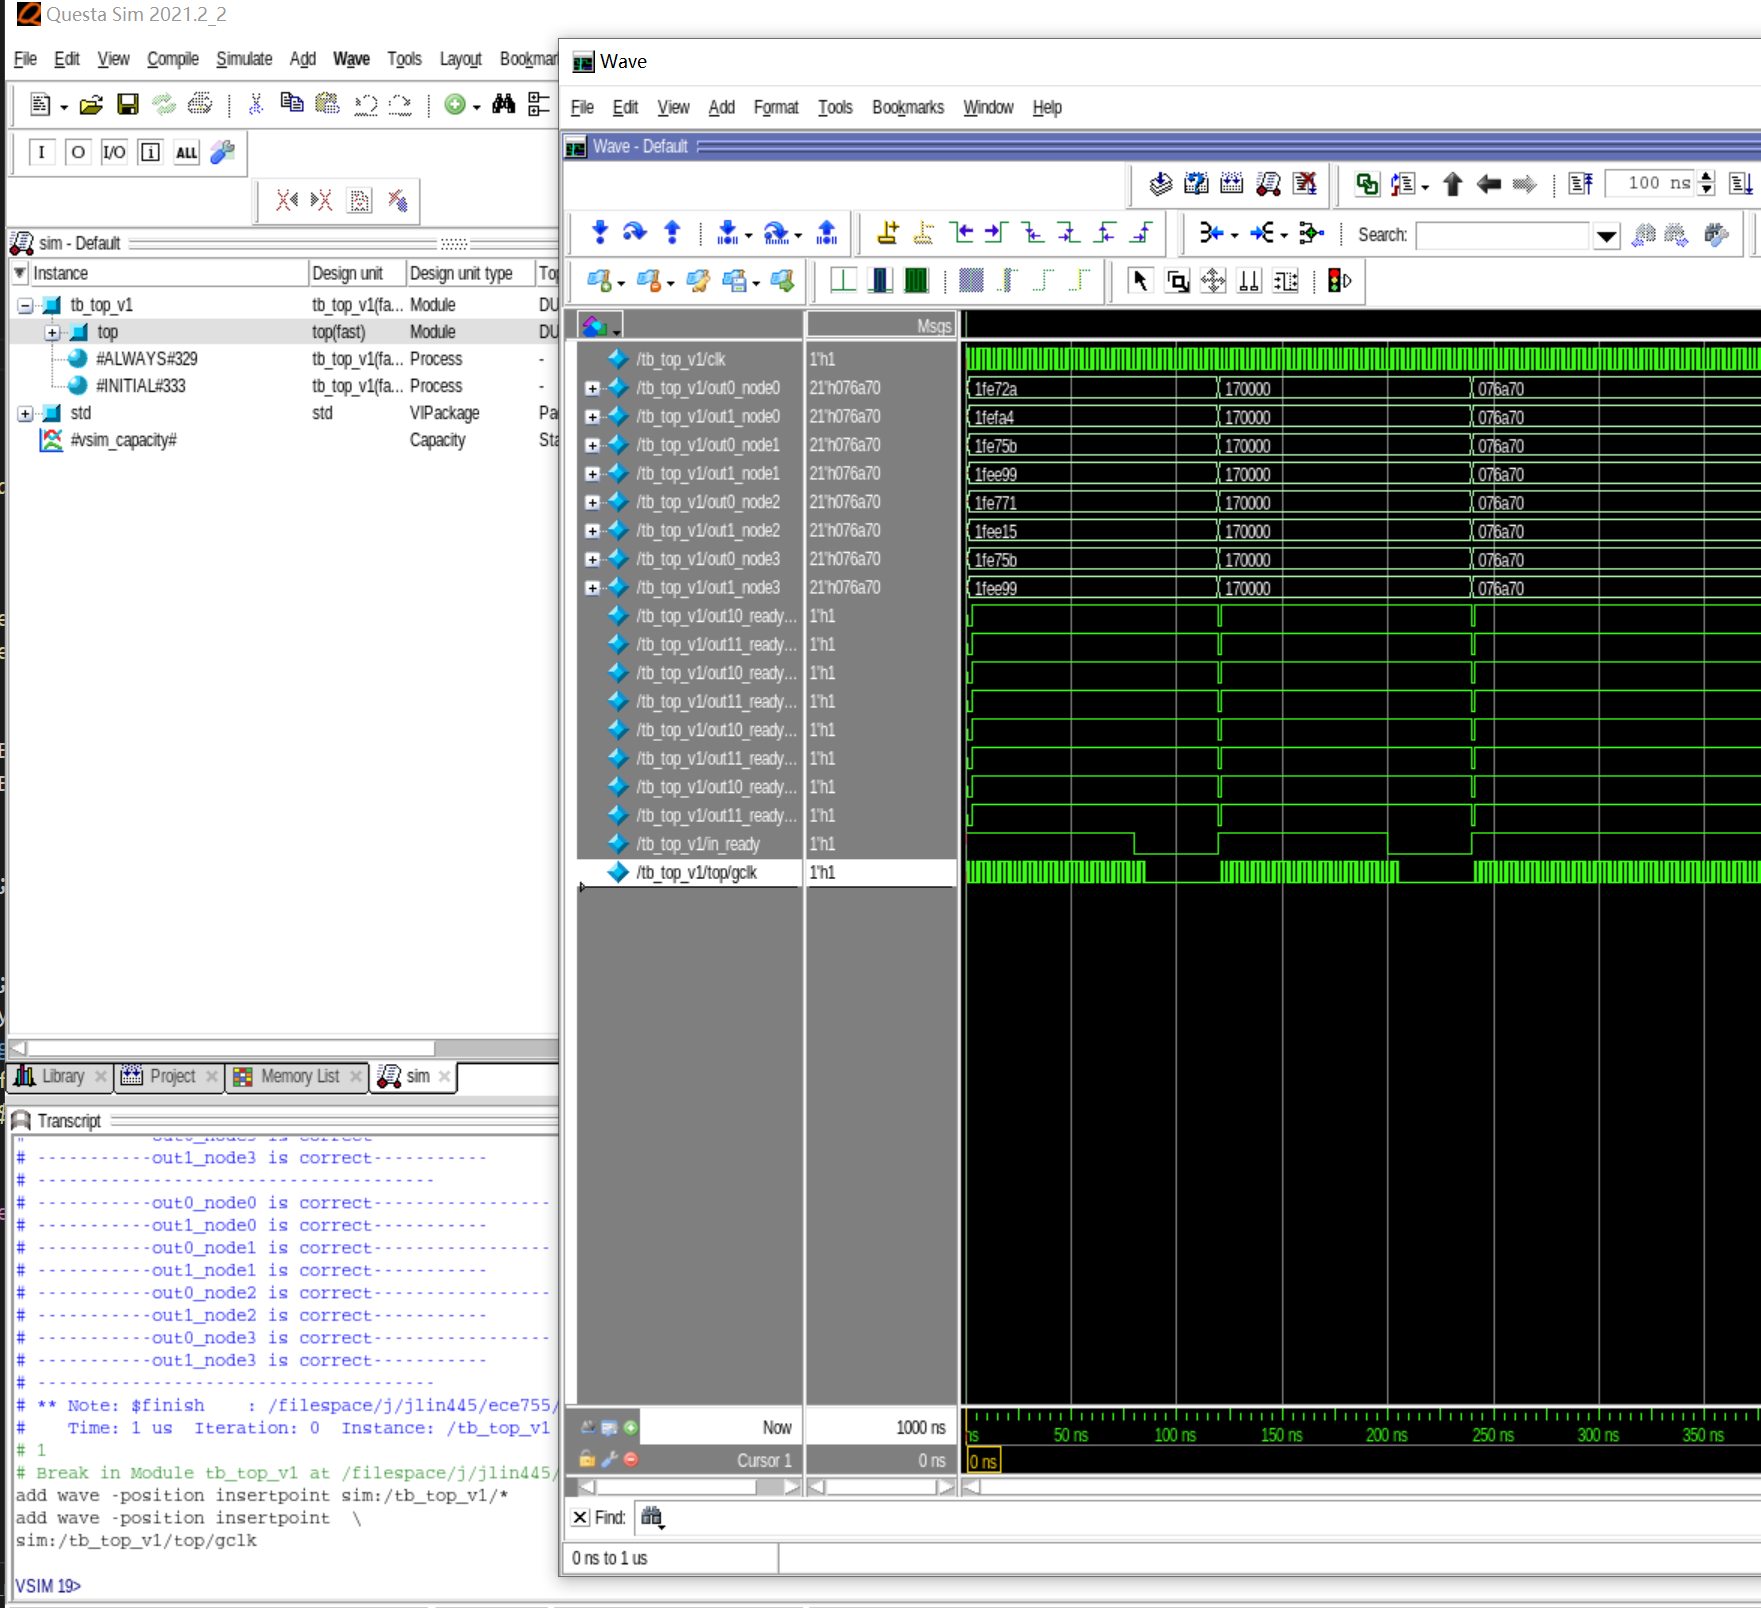 Questa Sim 2021.2_2
File Edit View Compile Simulate Add Wave Tools Layout
I O I/O i ALL
sim - Default
Instance Design unit Design unit type
tb_top_v1 tb_top_v1(fa... Module DU
top top(fast) Module DU
#ALWAYS#329 tb_top_v1(fa... Process -
#INITIAL#333 tb_top_v1(fa... Process -
std std VIPackage Pa
#vsim_capacity# Capacity Sta
Library Project Memory List sim
Transcript
# -----------out1_node3 is correct-----------
# --------------------------------------
# -----------out0_node0 is correct-----------------
# -----------out1_node0 is correct-----------
# -----------out0_node1 is correct-----------------
# -----------out1_node1 is correct-----------
# -----------out0_node2 is correct-----------------
# -----------out1_node2 is correct-----------
# -----------out0_node3 is correct-----------------
# -----------out1_node3 is correct-----------
# --------------------------------------
# ** Note: $finish : /filespace/j/jlin445/ece755/
# Time: 1 us Iteration: 0 Instance: /tb_top_v1
# 1
# Break in Module tb_top_v1 at /filespace/j/jlin445/
add wave -position insertpoint sim:/tb_top_v1/*
add wave -position insertpoint \
sim:/tb_top_v1/top/gclk
VSIM 19>
Wave
File Edit View Add Format Tools Bookmarks Window Help
Wave - Default
100 ns
Search:
Msgs
/tb_top_v1/clk 1'h1
/tb_top_v1/out0_node0 21'h076a70 1fe72a 170000 076a70
/tb_top_v1/out1_node0 21'h076a70 1fefa4 170000 076a70
/tb_top_v1/out0_node1 21'h076a70 1fe75b 170000 076a70
/tb_top_v1/out1_node1 21'h076a70 1fee99 170000 076a70
/tb_top_v1/out0_node2 21'h076a70 1fe771 170000 076a70
/tb_top_v1/out1_node2 21'h076a70 1fee15 170000 076a70
/tb_top_v1/out0_node3 21'h076a70 1fe75b 170000 076a70
/tb_top_v1/out1_node3 21'h076a70 1fee99 170000 076a70
/tb_top_v1/out10_ready... 1'h1
/tb_top_v1/out11_ready... 1'h1
/tb_top_v1/out10_ready... 1'h1
/tb_top_v1/out11_ready... 1'h1
/tb_top_v1/out10_ready... 1'h1
/tb_top_v1/out11_ready... 1'h1
/tb_top_v1/out10_ready... 1'h1
/tb_top_v1/out11_ready... 1'h1
/tb_top_v1/in_ready 1'h1
/tb_top_v1/top/gclk 1'h1
Now 1000 ns ns 50 ns 100 ns 150 ns 200 ns 250 ns 300 ns 350 ns
Cursor 1 0 ns 0 ns
Find:
0 ns to 1 us